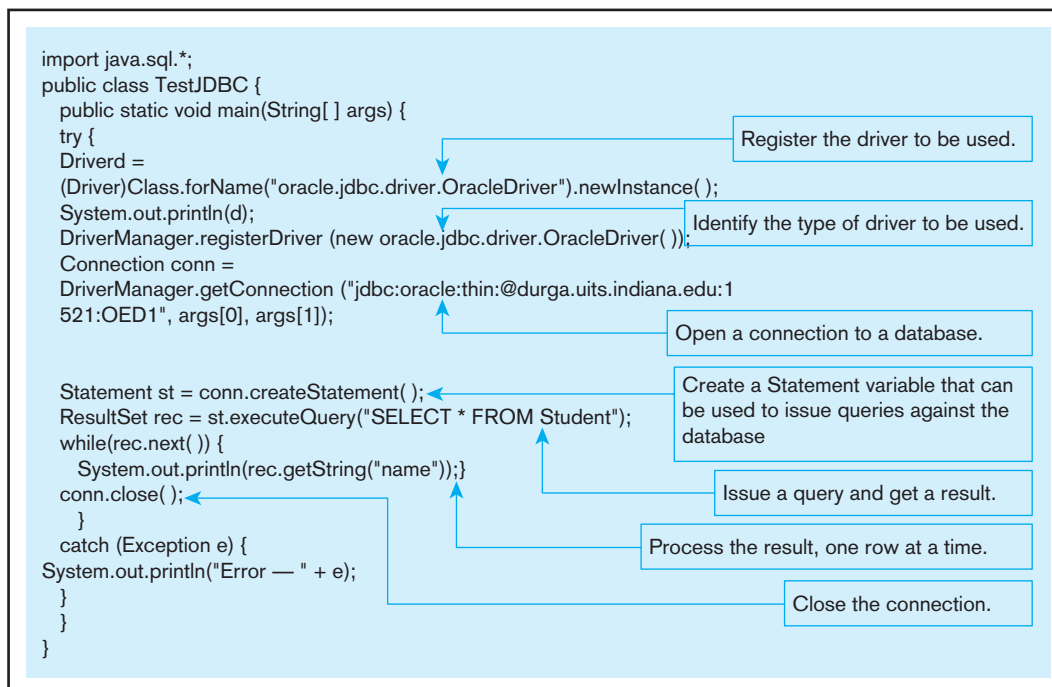 import java.sql.*;
public class TestJDBC {
public static void main(String[ ] args) {
try {
Register the driver to be used.
Driverd =
(Driver)Class.forName("oracle.jdbc.driver.OracleDriver").newInstance( );
System.out.println(d);
Identify the type of driver to be used.
DriverManager.registerDriver (new oracle.jdbc.driver.OracleDriver( ));
Connection conn =
DriverManager.getConnection ("jdbc:oracle:thin:@durga.uits.indiana.edu:1
521:OED1", args[0], args[1]);
Open a connection to a database.
Statement st = conn.createStatement( );
Create a Statement variable that can
be used to issue queries against the
database
ResultSet rec = st.executeQuery("SELECT * FROM Student");
while(rec.next( )) {
System.out.println(rec.getString("name"));}
Issue a query and get a result.
conn.close( );
}
catch (Exception e) {
Process the result, one row at a time.
System.out.println("Error — " + e);
}
Close the connection.
}
}